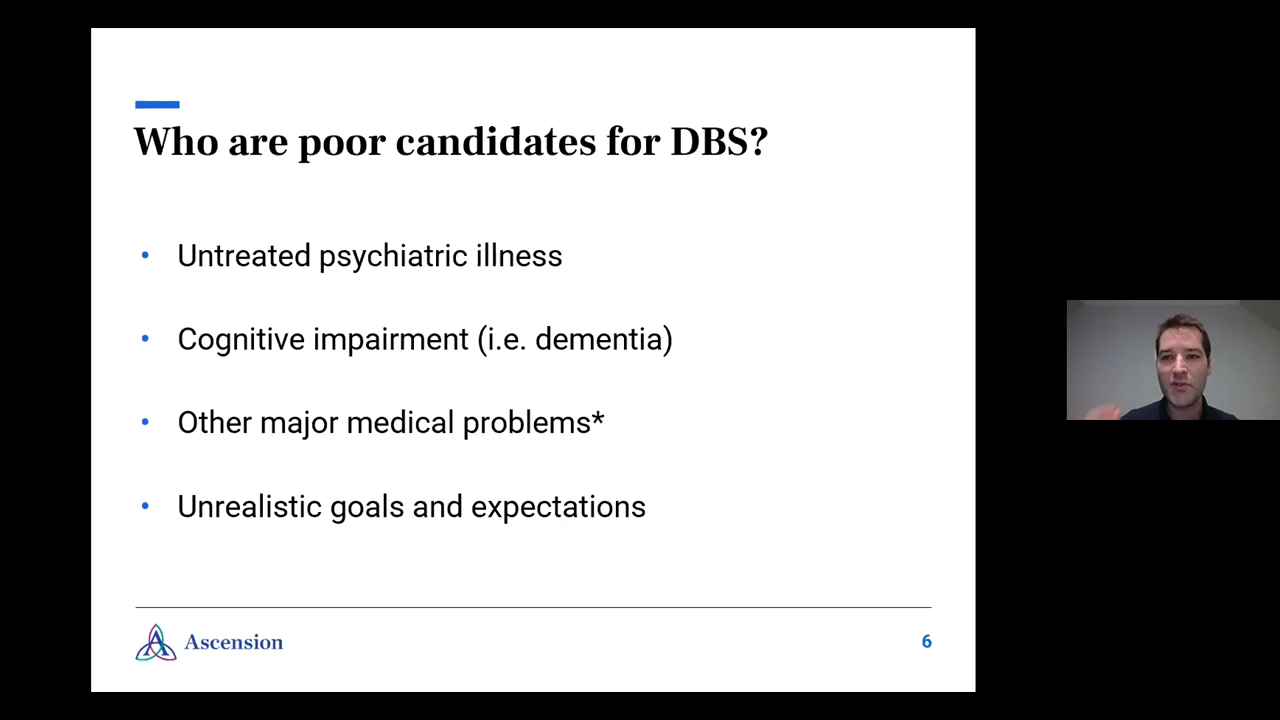 Who are poor candidates for DBS?
• Untreated psychiatric illness
• Cognitive impairment (i.e. dementia)
• Other major medical problems*
• Unrealistic goals and expectations
Ascension
6